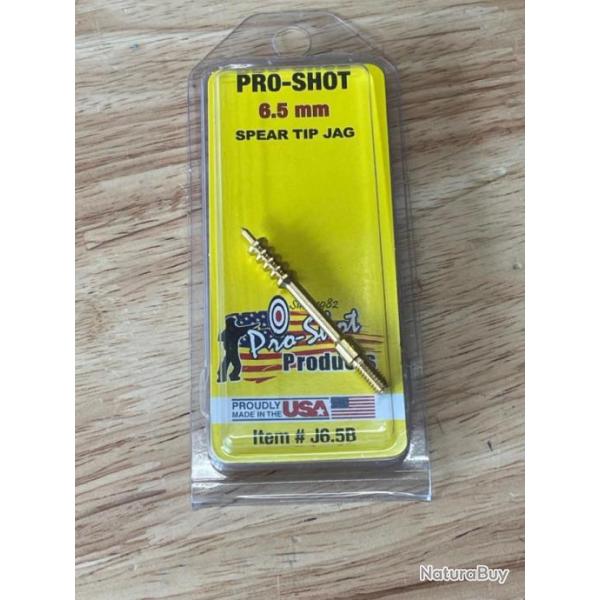 PRO-SHOT
6.5 mm
SPEAR TIP JAG
1982
Pro-Shot
Products
PROUDLY
MADE IN THE
USA
Item # J6.5B
NaturaBuy